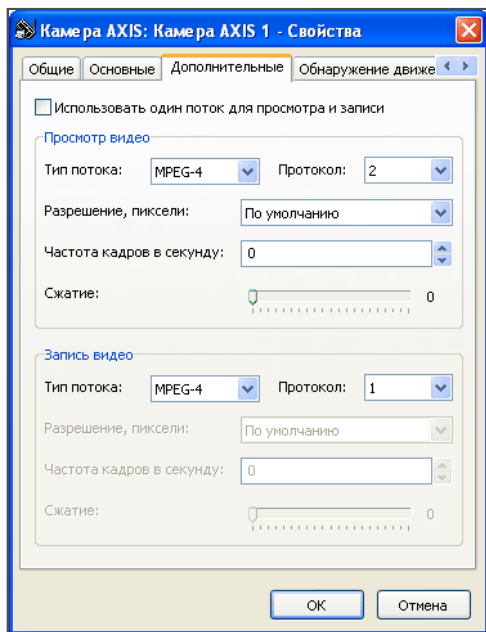 Камера AXIS: Камера AXIS 1 - Свойства
Общие Основные Дополнительные Обнаружение движе
Использовать один поток для просмотра и записи
Просмотр видео
Тип потока: MPEG-4 Протокол: 2
Разрешение, пиксели: По умолчанию
Частота кадров в секунду: 0
Сжатие: 0
Запись видео
Тип потока: MPEG-4 Протокол: 1
Разрешение, пиксели: По умолчанию
Частота кадров в секунду: 0
Сжатие: 0
ОК Отмена